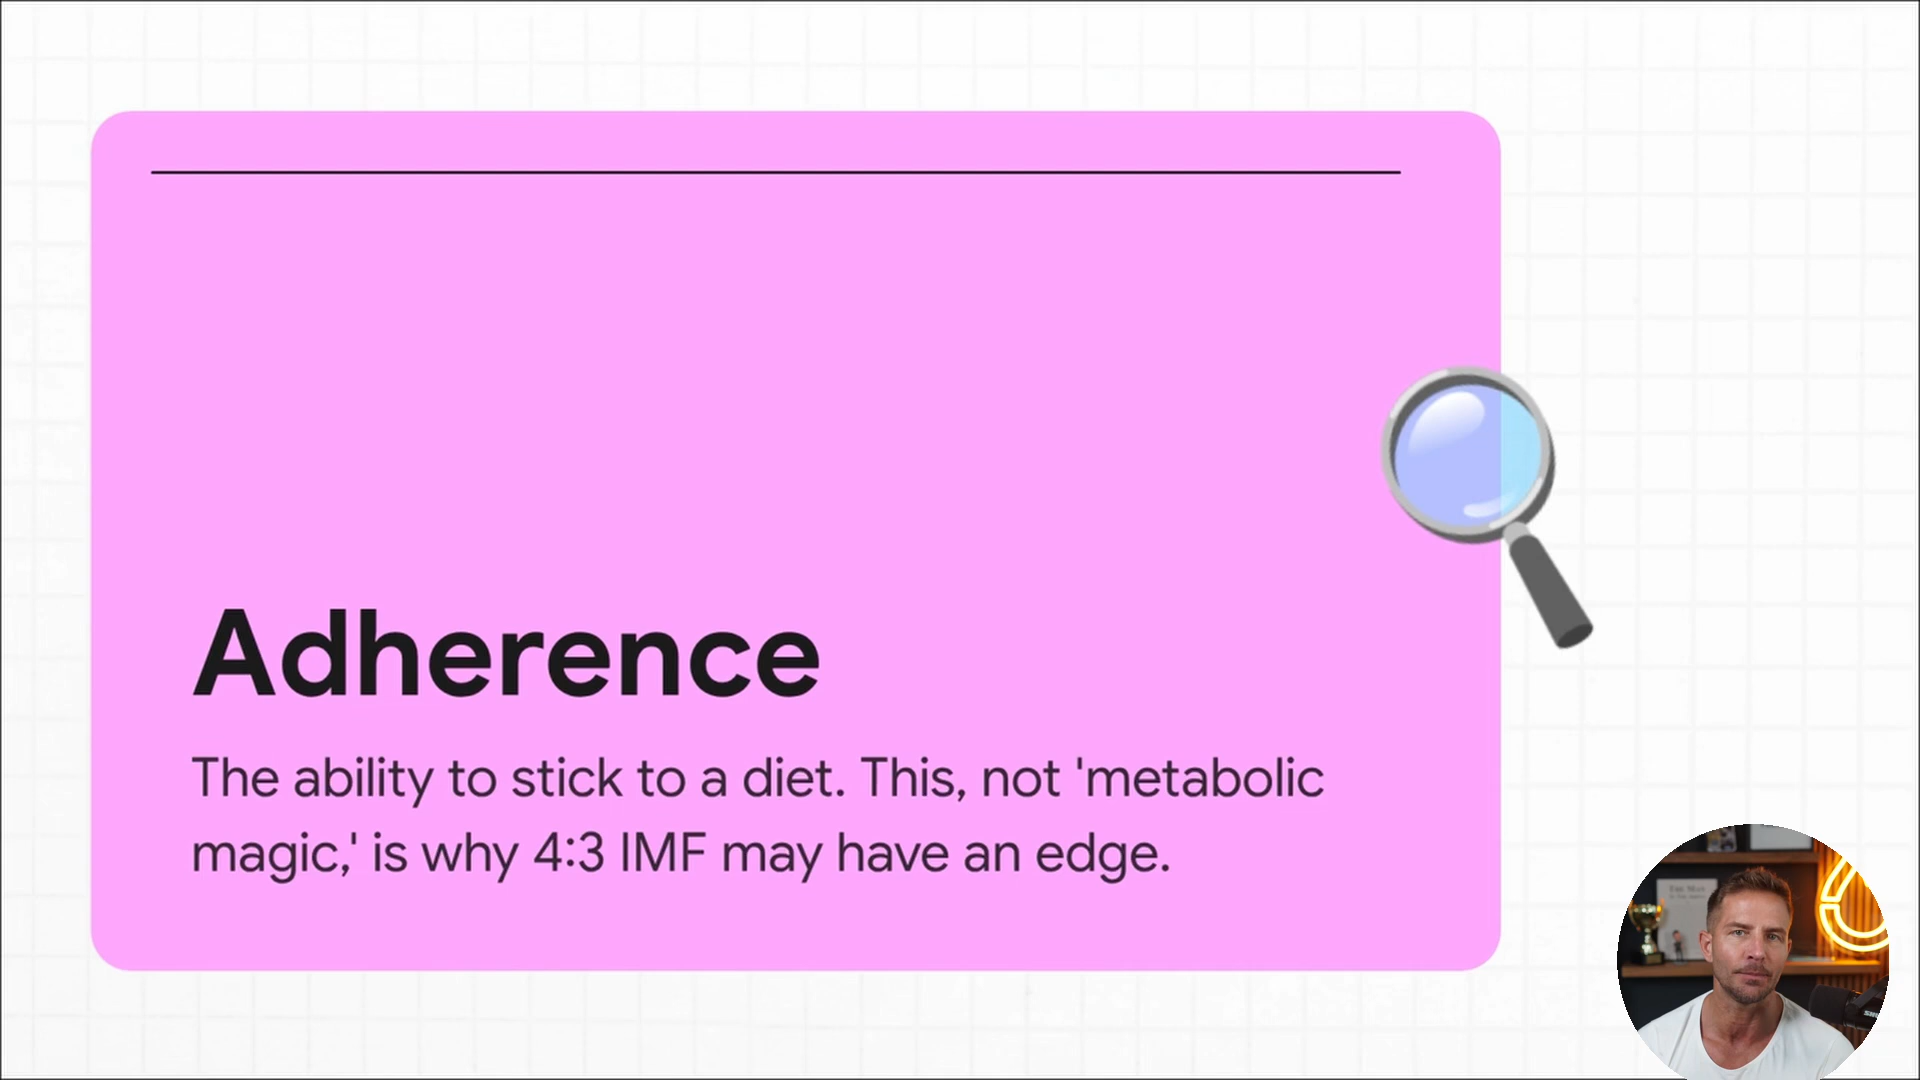 Adherence
The ability to stick to a diet. This, not 'metabolic
magic,' is why 4:3 IMF may have an edge.